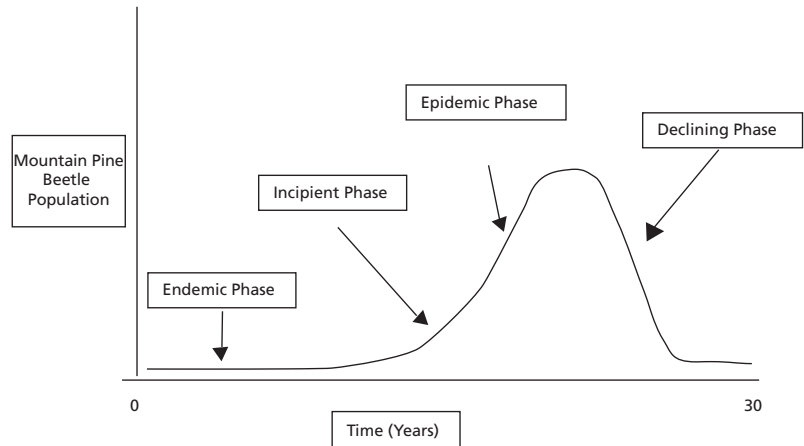 Epidemic Phase
Declining Phase
Mountain Pine
Beetle
Population
Incipient Phase
Endemic Phase
0
30
Time (Years)